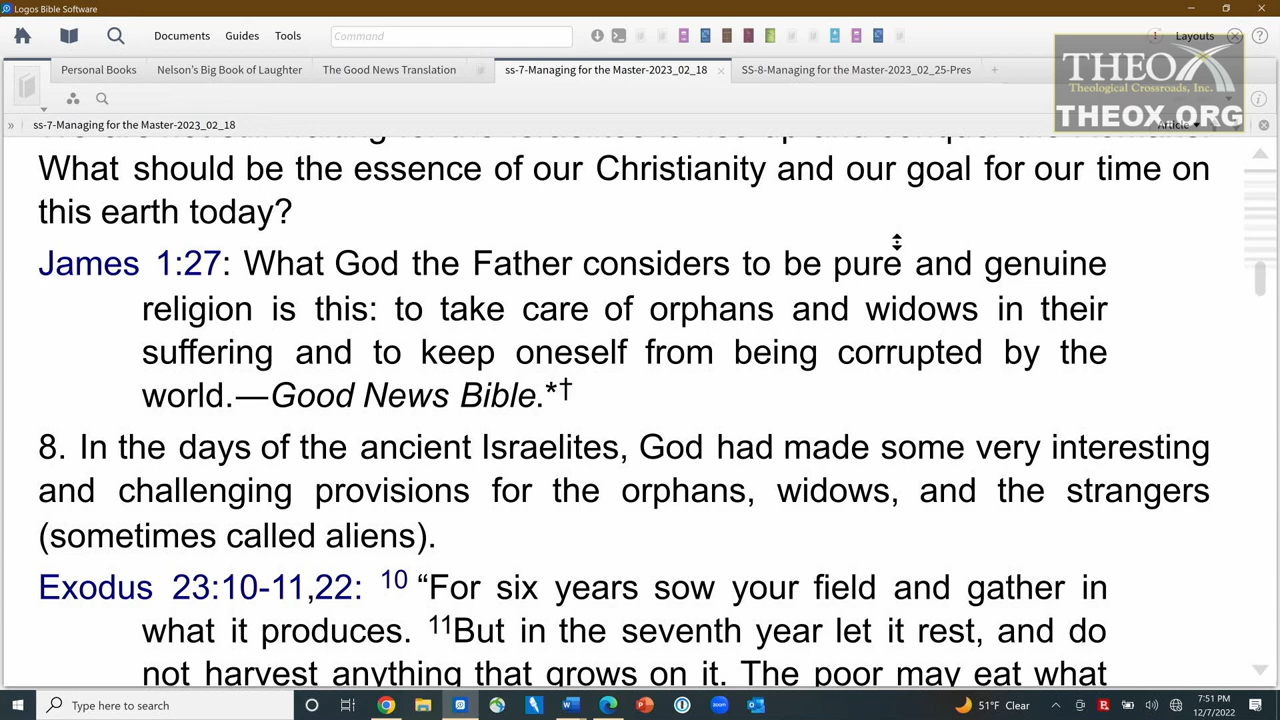 Logos Bible Software
Documents Guides Tools Command Layouts
Personal Books Nelson's Big Book of Laughter The Good News Translation ss-7-Managing for the Master-2023_02_18 SS-8-Managing for the Master-2023_02_25-Pres
THEOX
Theological Crossroads, Inc.
THEOX.ORG
ss-7-Managing for the Master-2023_02_18 Article
What should be the essence of our Christianity and our goal for our time on
this earth today?
James 1:27: What God the Father considers to be pure and genuine
religion is this: to take care of orphans and widows in their
suffering and to keep oneself from being corrupted by the
world.—Good News Bible.*†
8. In the days of the ancient Israelites, God had made some very interesting
and challenging provisions for the orphans, widows, and the strangers
(sometimes called aliens).
Exodus 23:10-11,22: 10 “For six years sow your field and gather in
what it produces. 11But in the seventh year let it rest, and do
not harvest anything that grows on it. The poor may eat what
Type here to search 51°F Clear 7:51 PM
12/7/2022